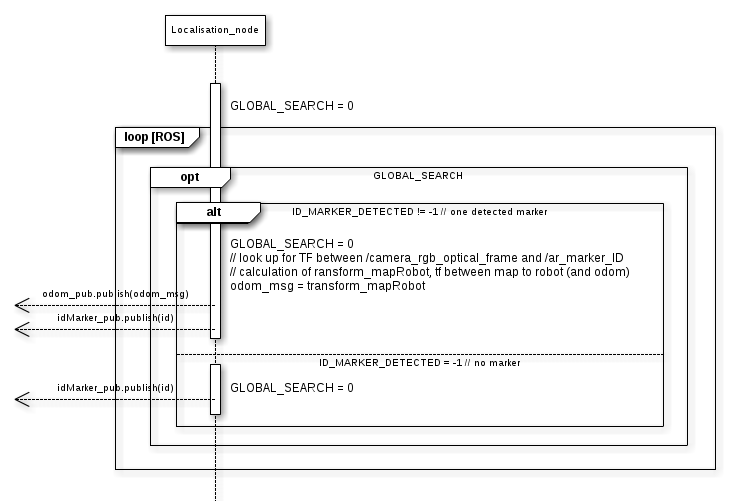 Localisation_node
GLOBAL_SEARCH = 0
loop [ROS]
opt
GLOBAL_SEARCH
alt
ID_MARKER_DETECTED != -1 // one detected marker
GLOBAL_SEARCH = 0
// look up for TF between /camera_rgb_optical_frame and /ar_marker_ID
// calculation of ransform_mapRobot, tf between map to robot (and odom)
odom_msg = transform_mapRobot
odom_pub.publish(odom_msg)
idMarker_pub.publish(id)
ID_MARKER_DETECTED = -1 // no marker
idMarker_pub.publish(id)
GLOBAL_SEARCH = 0